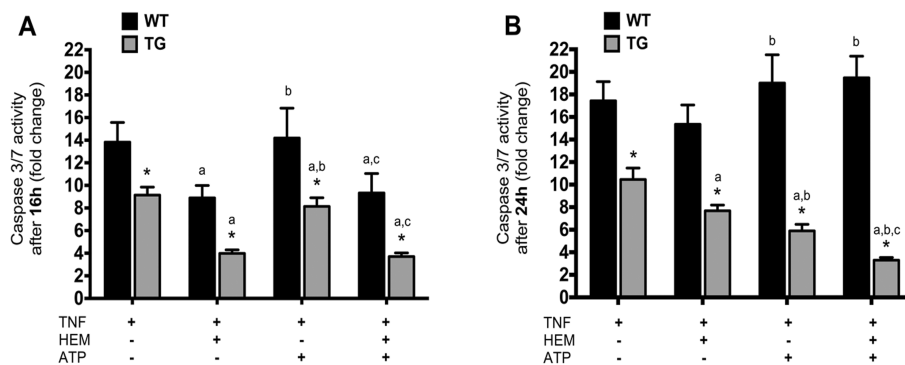 A
WT
TG
Caspase 3/7 activity
after 16h (fold change)
22
20
18
16
14
12
10
8
6
4
2
0
*
a
a
*
b
a,b
*
a,c
a,c
*
TNF + + + +
HEM - + - +
ATP - - + +
B
WT
TG
Caspase 3/7 activity
after 24h (fold change)
22
20
18
16
14
12
10
8
6
4
2
0
*
a
*
b
a,b
*
b
a,b,c
*
TNF + + + +
HEM - + - +
ATP - - + +